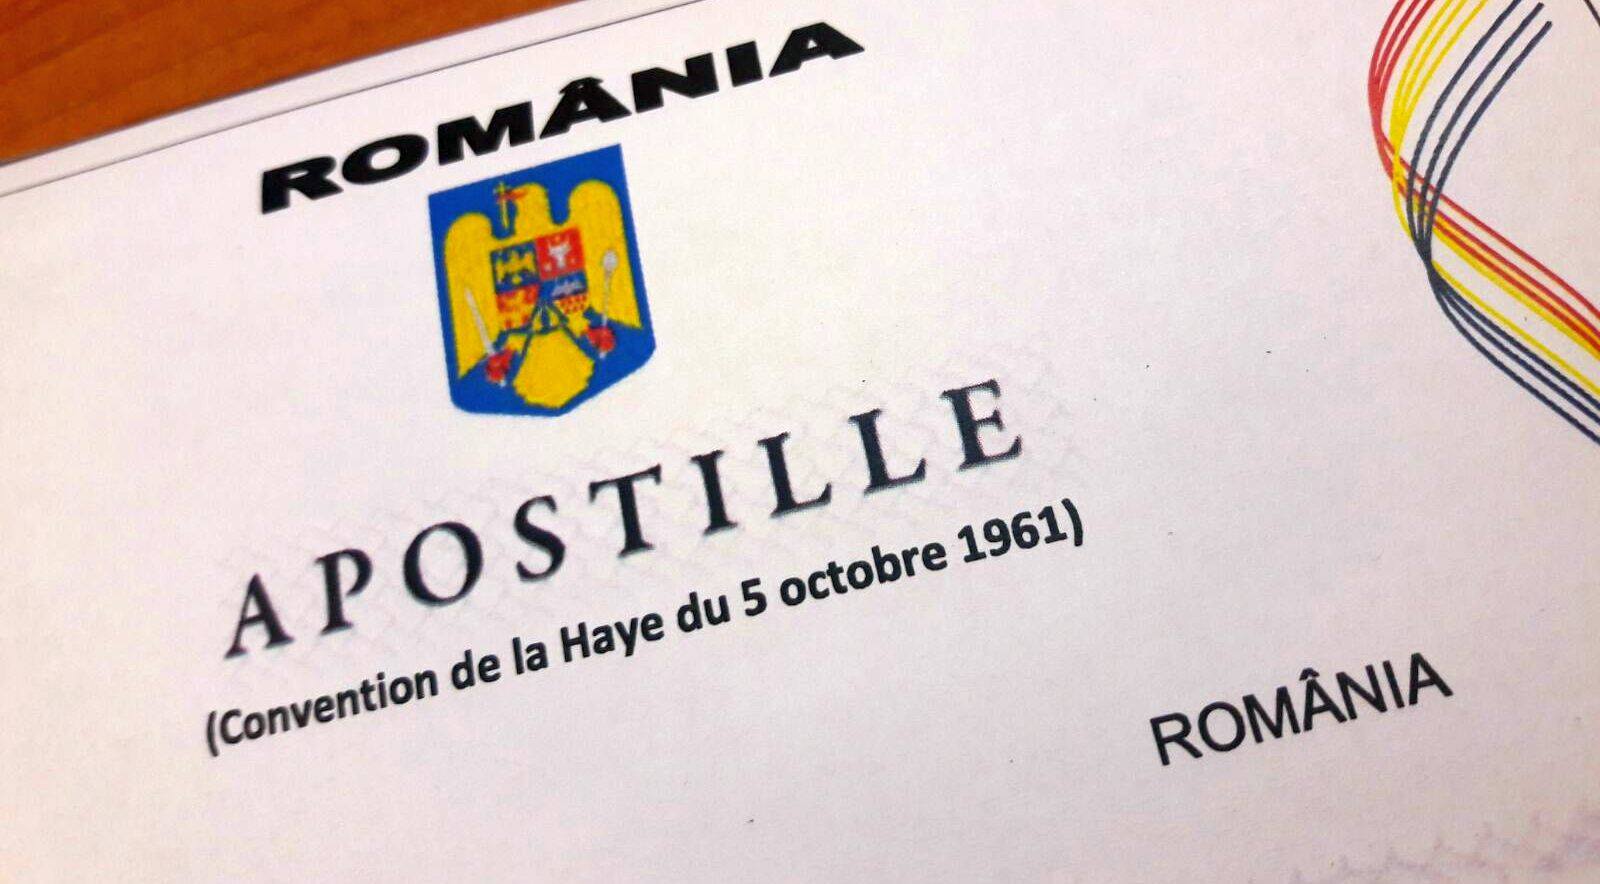 ROMÂNIA
APOSTILLE
(Convention de la Haye du 5 octobre 1961)
ROMÂNIA